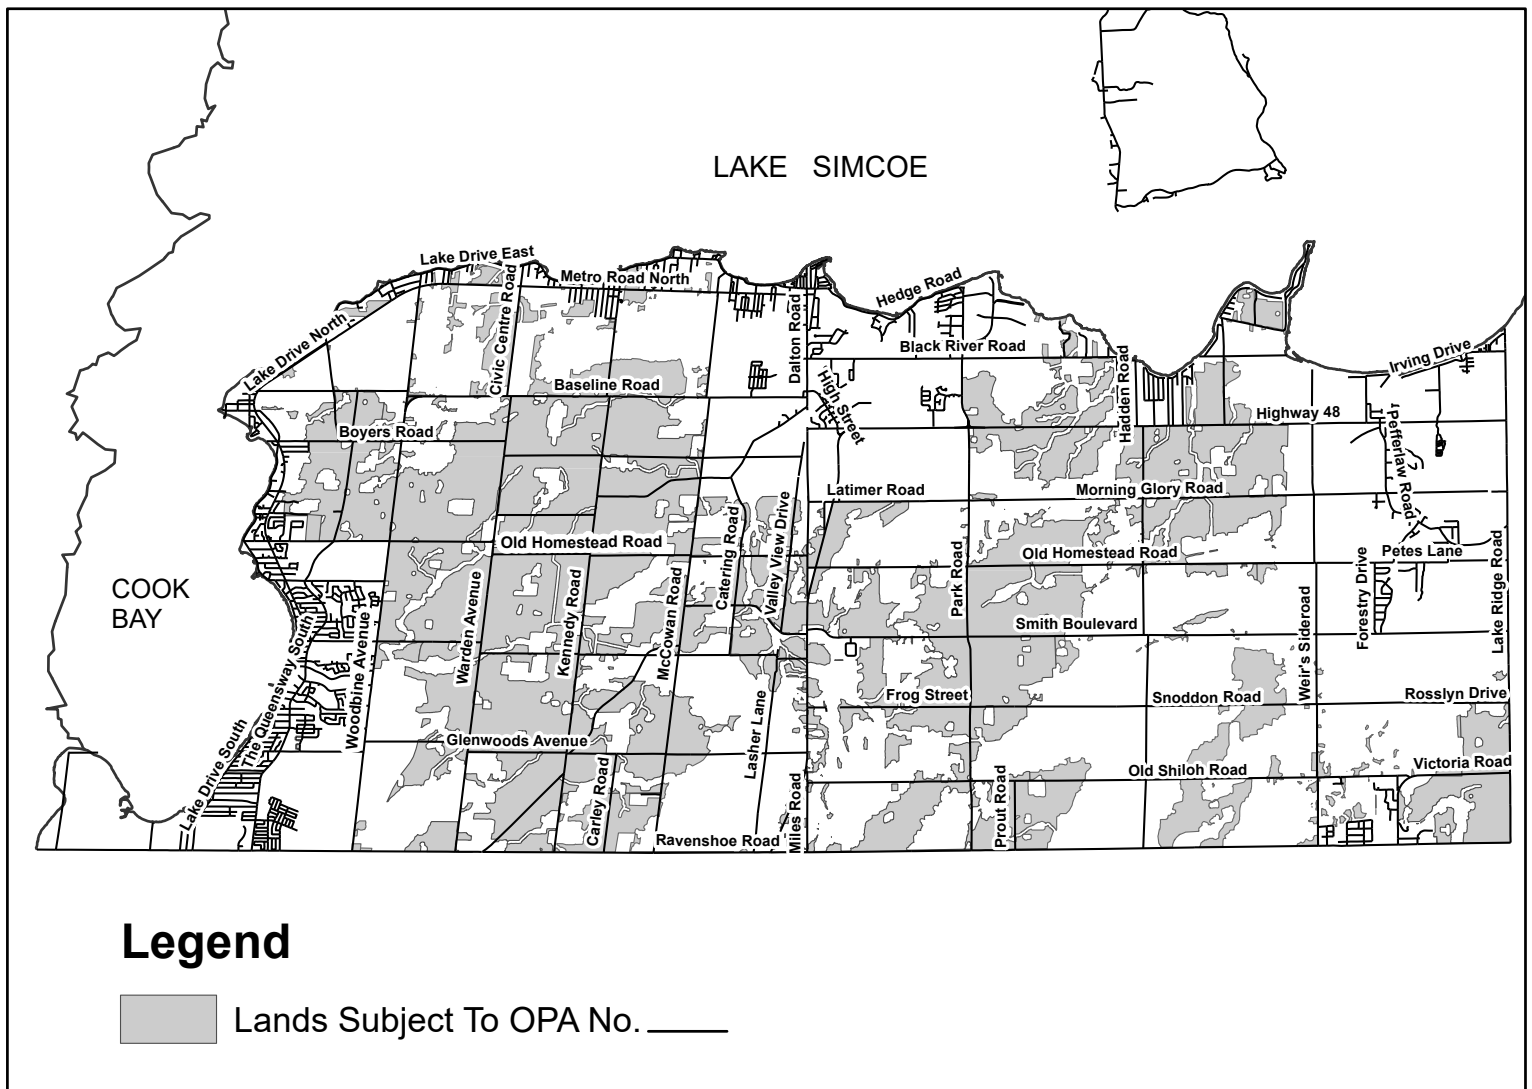 LAKE SIMCOE
Lake Drive East
Civic Centre Road
Metro Road North
Hedge Road
Lake Drive North
Dalton Road
Black River Road
Irving Drive
Baseline Road
High Street
Hadden Road
Highway 48
Pefferlaw Road
Boyers Road
Latimer Road
Morning Glory Road
Old Homestead Road
Catering Road
Valley View Drive
Park Road
Old Homestead Road
Petes Lane
Forestry Drive
Lake Ridge Road
COOK
BAY
Woodbine Avenue
Warden Avenue
Kennedy Road
McCowan Road
Smith Boulevard
Weir's Sideroad
The Queensway South
Lake Drive South
Lasher Lane
Frog Street
Snoddon Road
Rosslyn Drive
Glenwoods Avenue
Carley Road
Miles Road
Prout Road
Old Shiloh Road
Victoria Road
Ravenshoe Road
Legend
Lands Subject To OPA No. ____